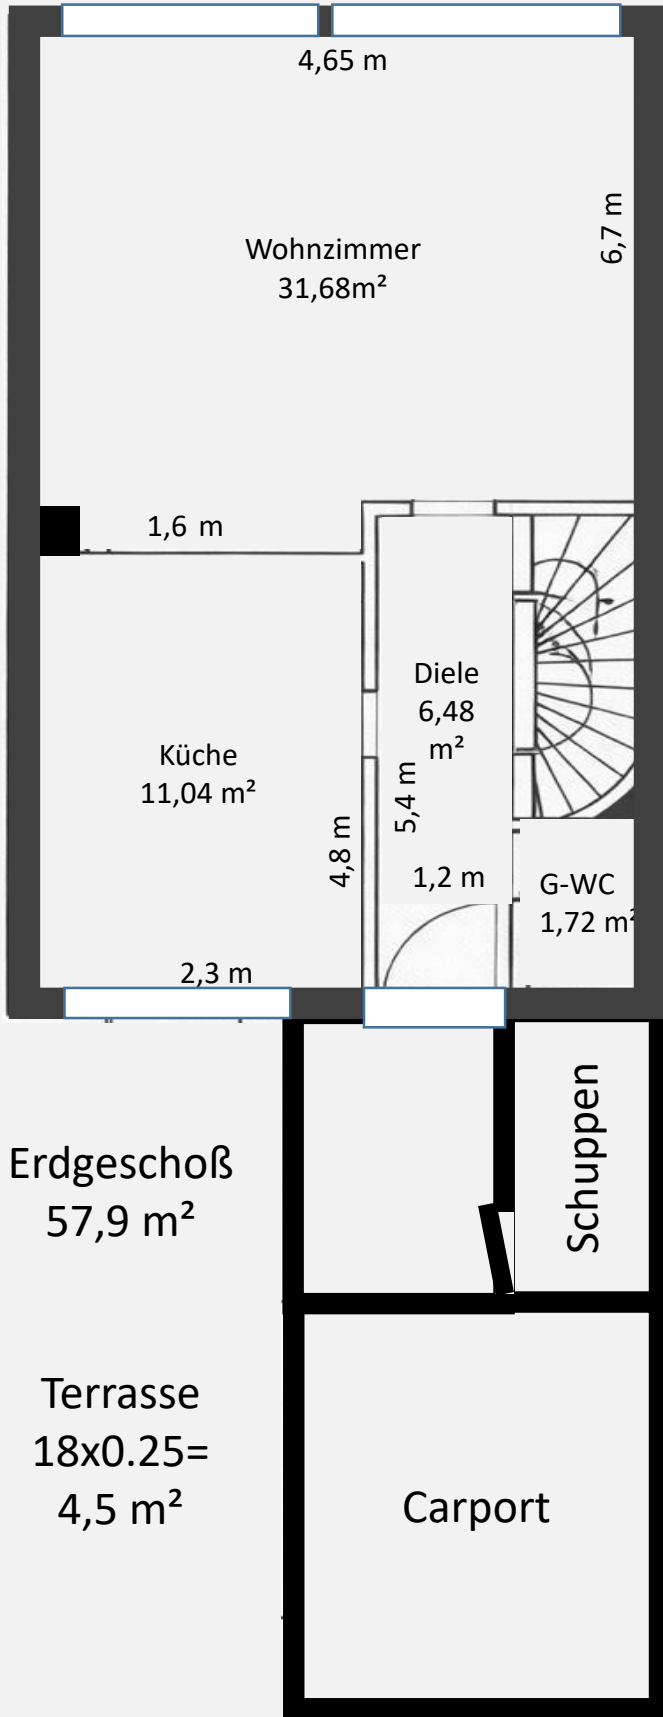 4,65 m
6,7 m
Wohnzimmer
31,68m²
1,6 m
Diele
6,48
m²
Küche
11,04 m²
5,4 m
4,8 m
1,2 m
G-WC
1,72 m²
2,3 m
Schuppen
Erdgeschoß
57,9 m²
Terrasse
18x0.25=
4,5 m²
Carport